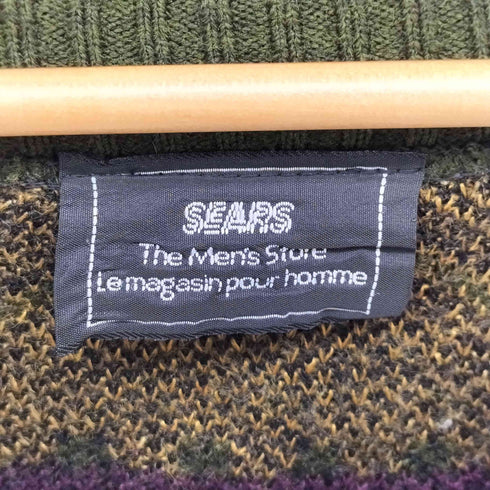 SEARS
The Men's Store
Le magasin pour homme